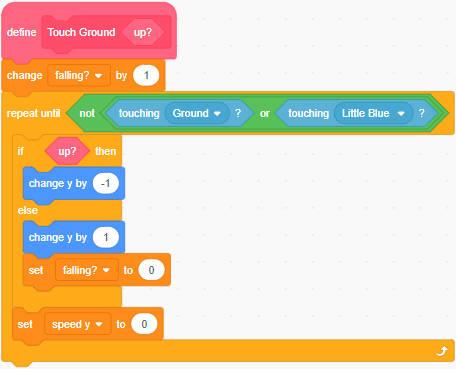 define Touch Ground up?
change falling? by 1
repeat until not touching Ground ? or touching Little Blue ?
if up? then
change y by -1
else
change y by 1
set falling? to 0
set speed y to 0